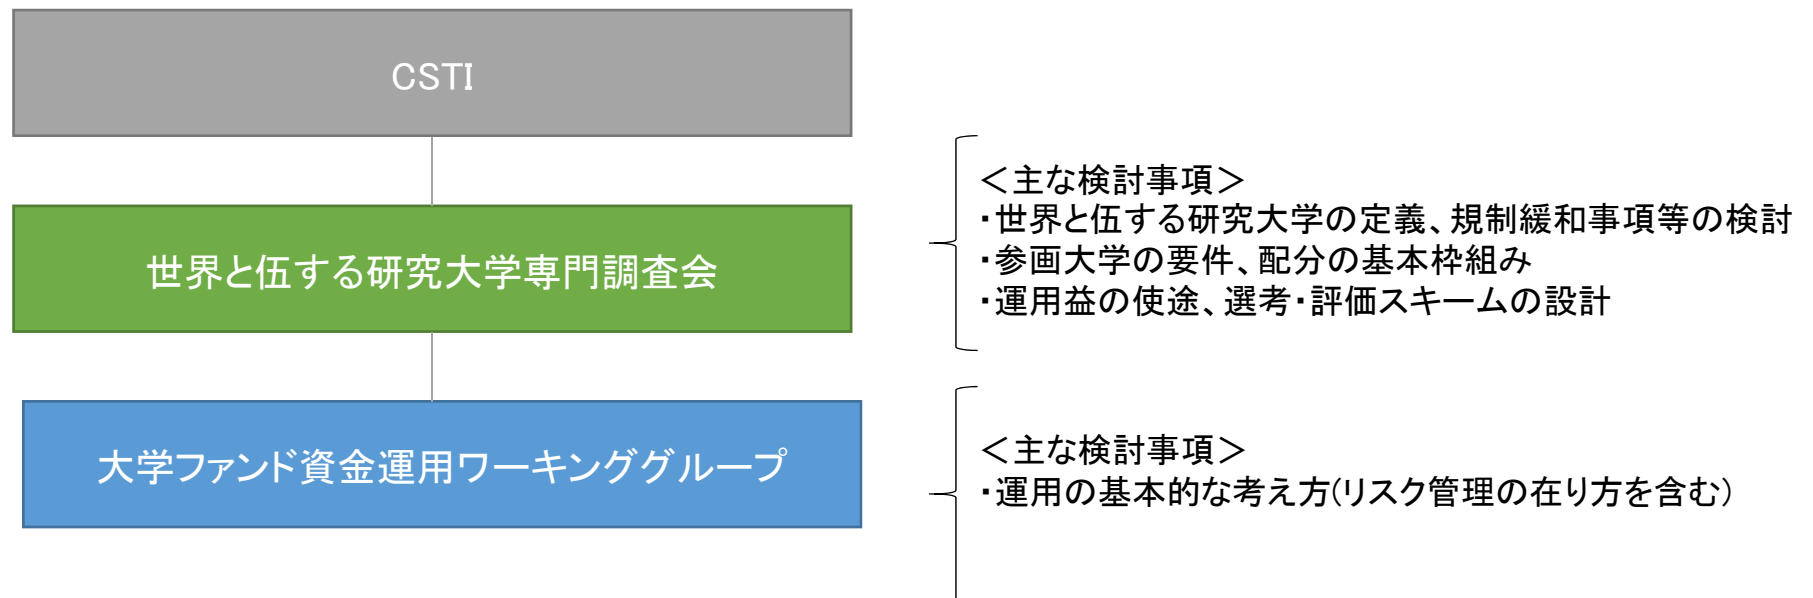 CSTI
世界と伍する研究大学専門調査会
＜主な検討事項＞
・世界と伍する研究大学の定義、規制緩和事項等の検討
・参画大学の要件、配分の基本枠組み
・運用益の使途、選考・評価スキームの設計
大学ファンド資金運用ワーキンググループ
＜主な検討事項＞
・運用の基本的な考え方(リスク管理の在り方を含む)